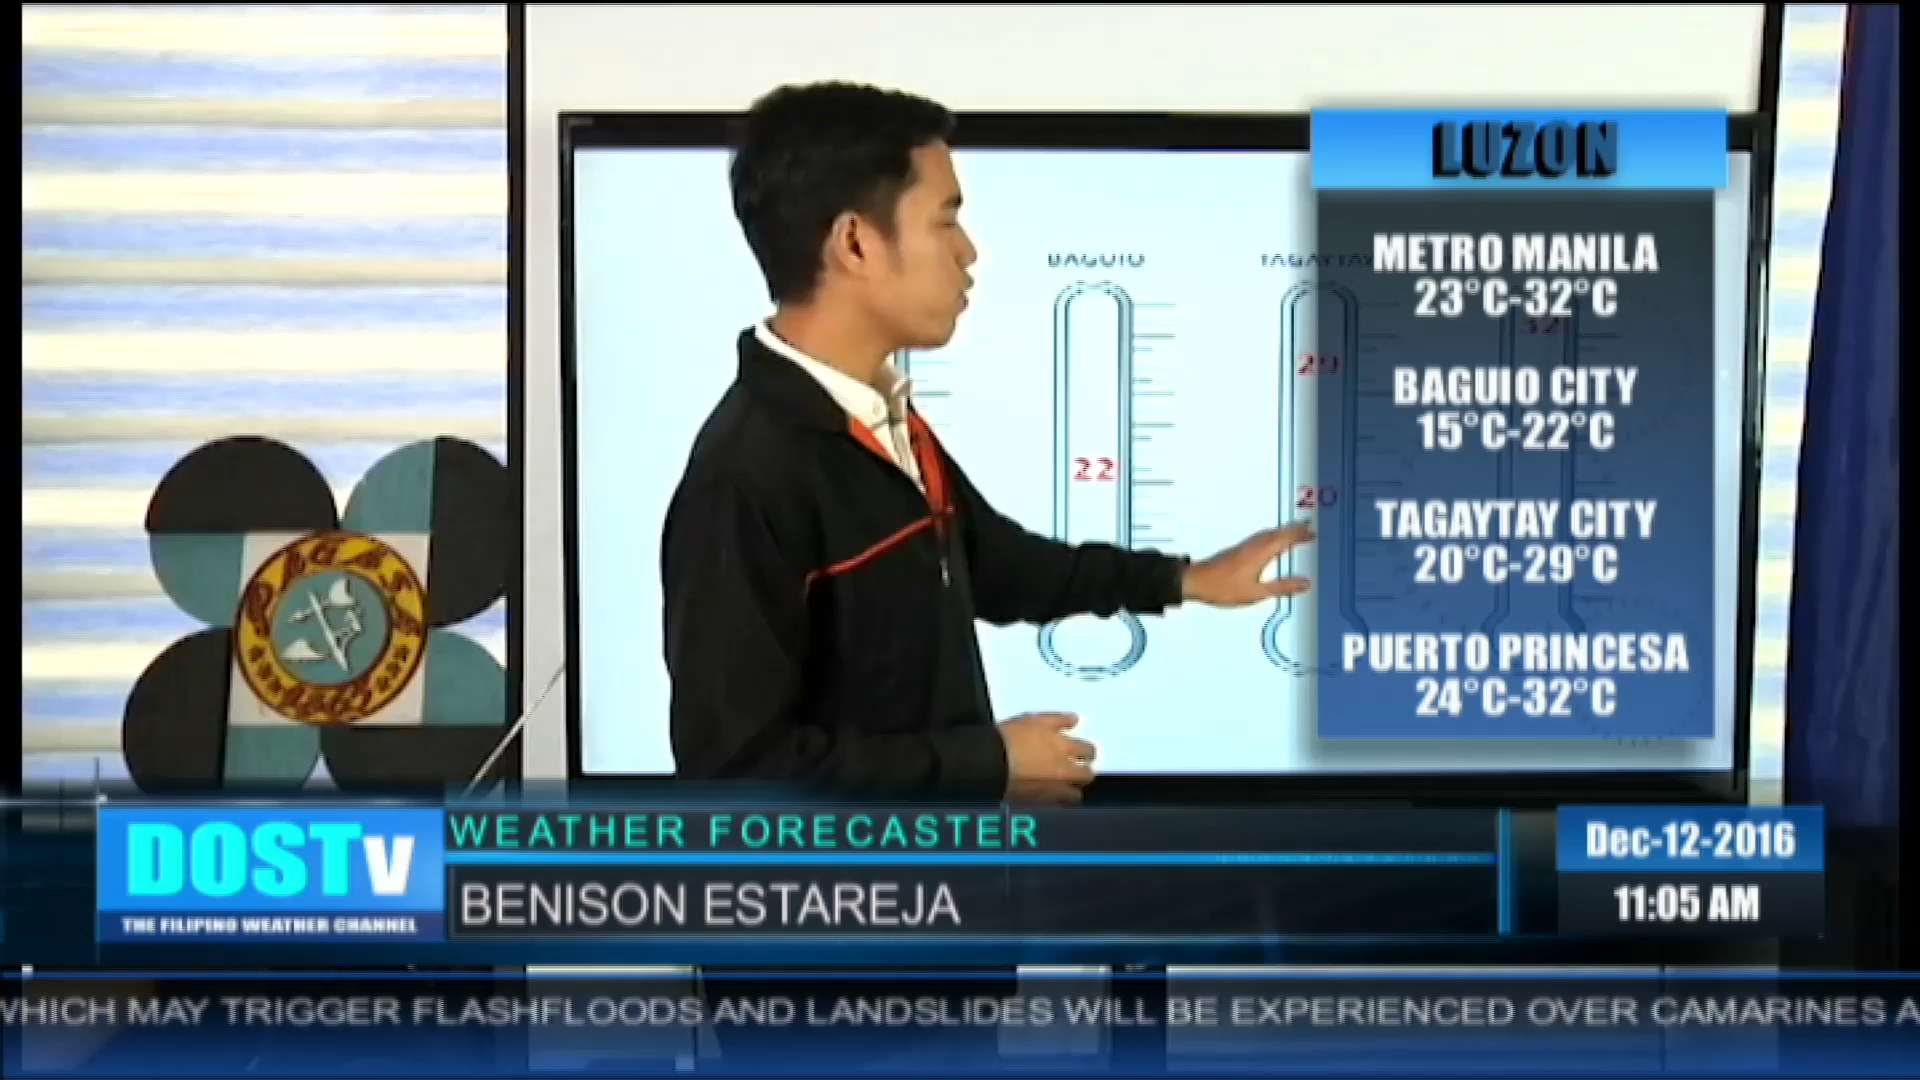 LUZON
METRO MANILA
23°C-32°C
BAGUIO CITY
15°C-22°C
TAGAYTAY CITY
20°C-29°C
PUERTO PRINCESA
24°C-32°C
BAGUIO
TAGAYTAY
32
29
22
20
DOSTv
THE FILIPINO WEATHER CHANNEL
WEATHER FORECASTER
BENISON ESTAREJA
Dec-12-2016
11:05 AM
WHICH MAY TRIGGER FLASHFLOODS AND LANDSLIDES WILL BE EXPERIENCED OVER CAMARINES A